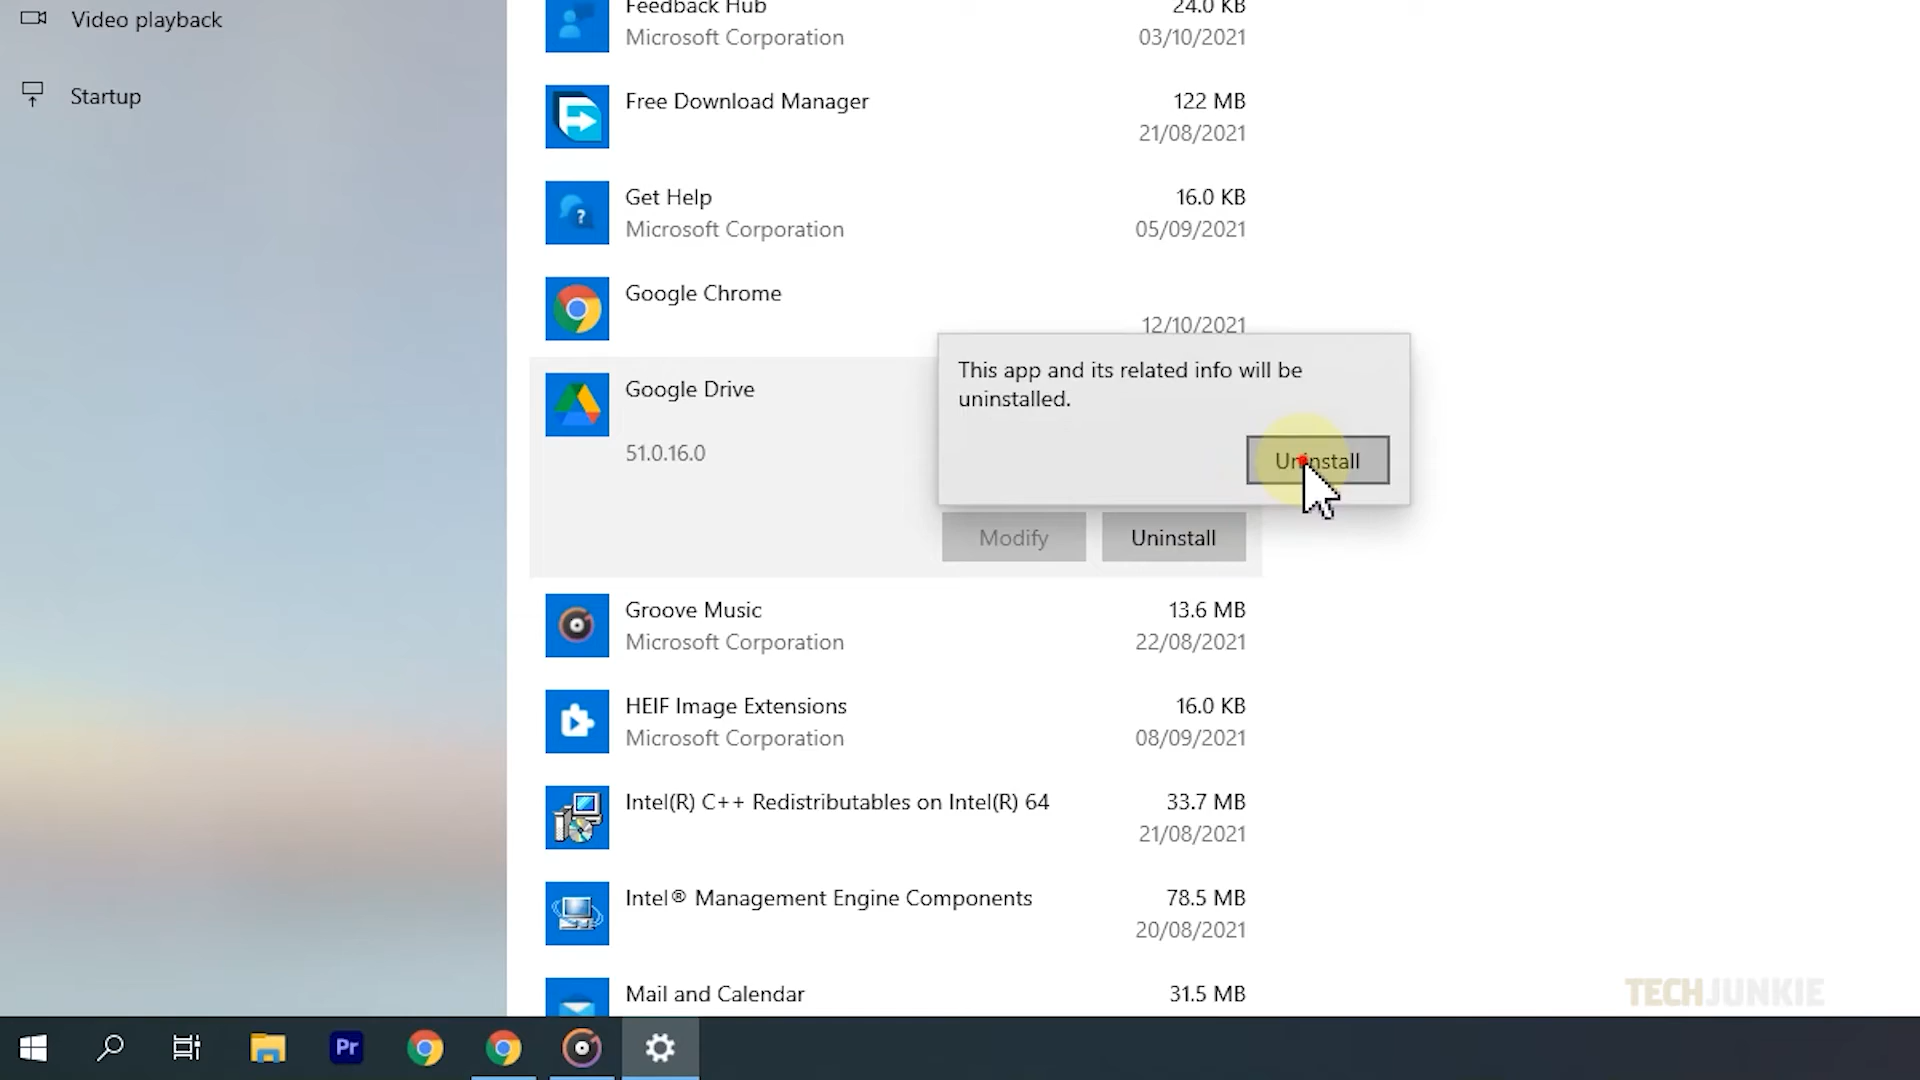 Video playback
Startup
Feedback Hub
24.0 KB
Microsoft Corporation
03/10/2021
Free Download Manager
122 MB
21/08/2021
Get Help
16.0 KB
Microsoft Corporation
05/09/2021
Google Chrome
12/10/2021
This app and its related info will be
uninstalled.
Uninstall
Google Drive
51.0.16.0
Modify
Uninstall
Groove Music
13.6 MB
Microsoft Corporation
22/08/2021
HEIF Image Extensions
16.0 KB
Microsoft Corporation
08/09/2021
Intel(R) C++ Redistributables on Intel(R) 64
33.7 MB
21/08/2021
Intel® Management Engine Components
78.5 MB
20/08/2021
Mail and Calendar
31.5 MB
TECHJUNKIE
Pr